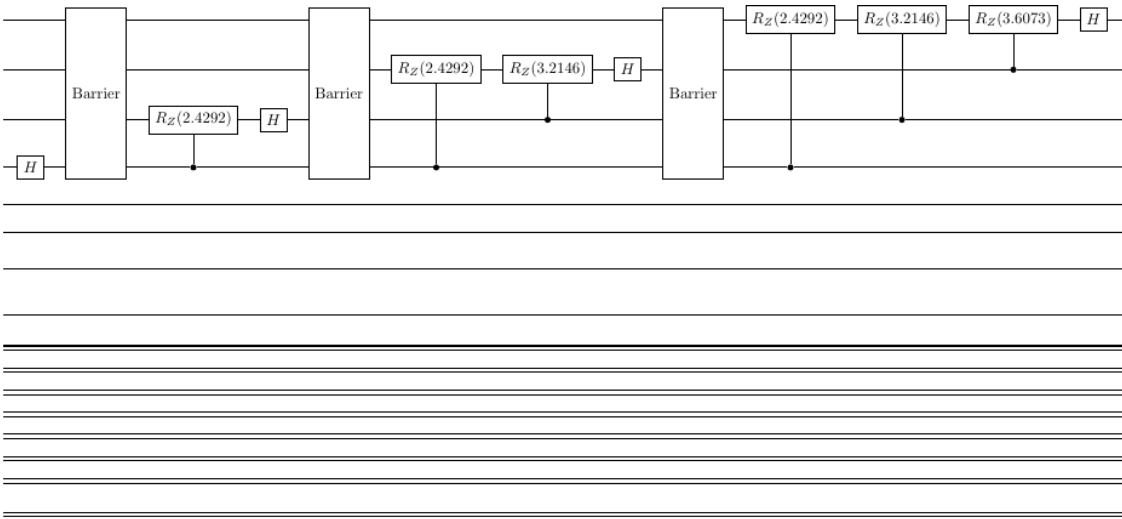 R_Z(2.4292) R_Z(3.2146) R_Z(3.6073) H
R_Z(2.4292) R_Z(3.2146) H
Barrier Barrier Barrier
R_Z(2.4292) H
H